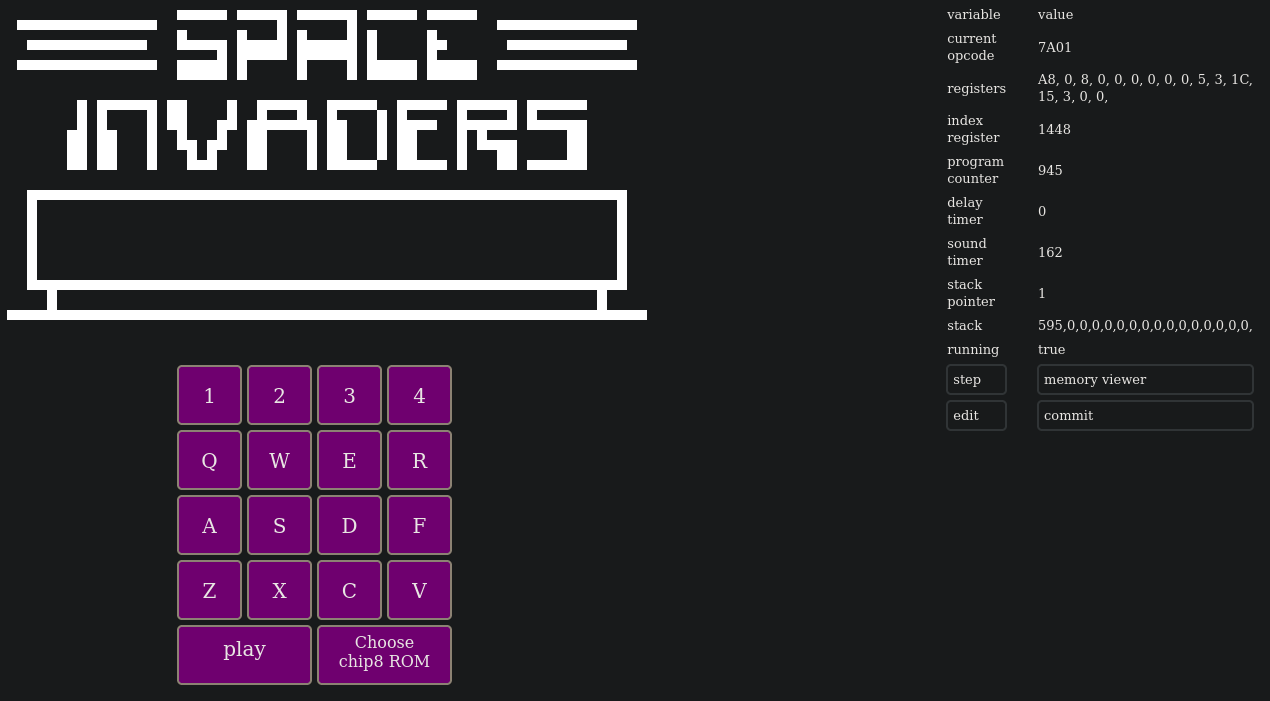 SPACE
INVADERS
variable value
current opcode 7A01
registers A8, 0, 8, 0, 0, 0, 0, 0, 0, 5, 3, 1C,
15, 3, 0, 0,
index register 1448
program counter 945
delay timer 0
sound timer 162
stack pointer 1
stack 595,0,0,0,0,0,0,0,0,0,0,0,0,0,0,0,
running true
step memory viewer
edit commit
1 2 3 4
Q W E R
A S D F
Z X C V
play Choose
chip8 ROM